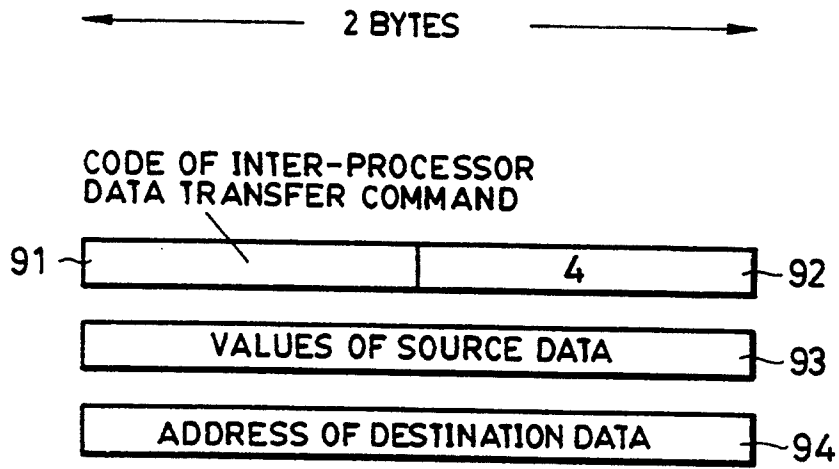 2 BYTES
CODE OF INTER-PROCESSOR
DATA TRANSFER COMMAND
91 4 92
VALUES OF SOURCE DATA 93
ADDRESS OF DESTINATION DATA 94